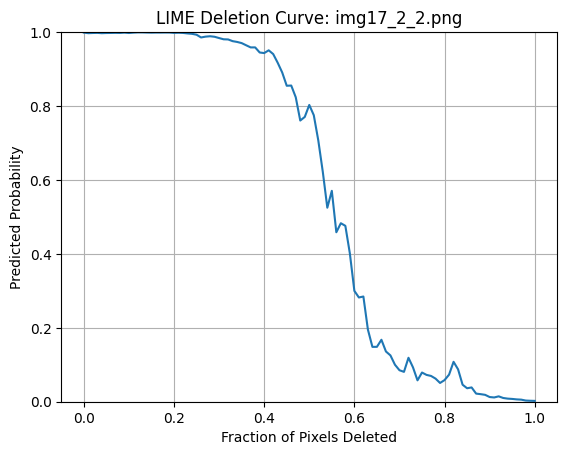 LIME Deletion Curve: img17_2_2.png
1.0
0.8
0.6
0.4
0.2
0.0
Predicted Probability
0.0 0.2 0.4 0.6 0.8 1.0
Fraction of Pixels Deleted